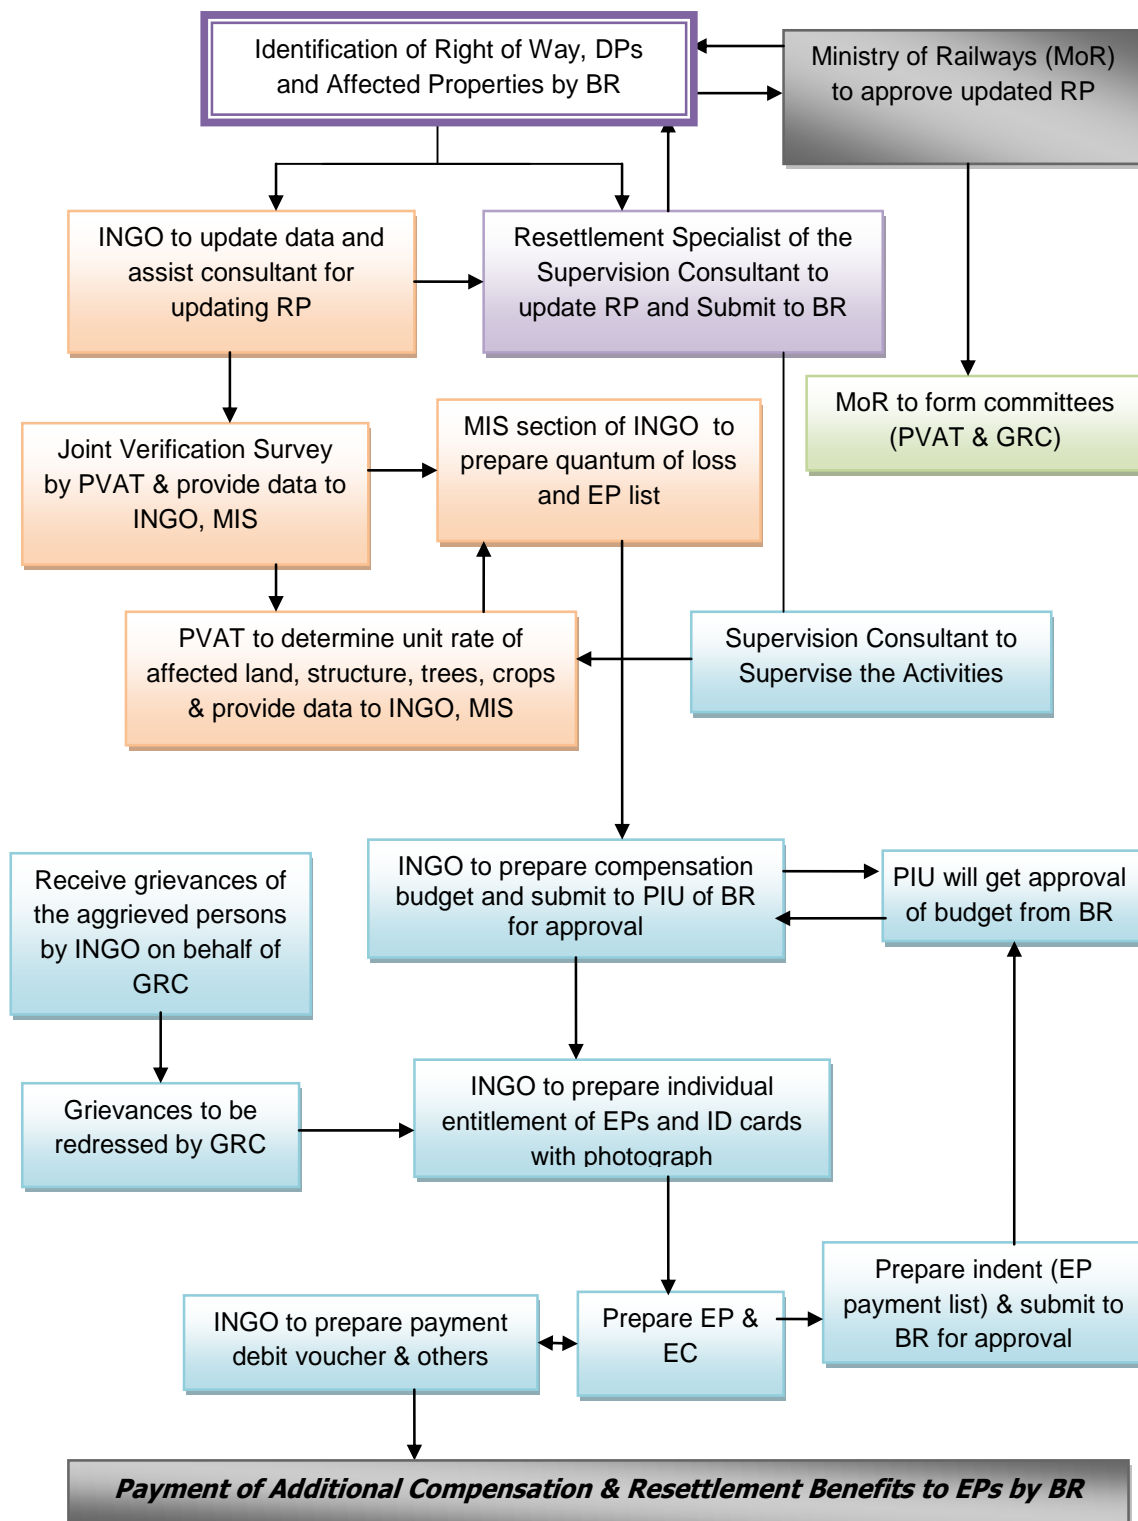 Identification of Right of Way, DPs
and Affected Properties by BR
Ministry of Railways (MoR)
to approve updated RP
INGO to update data and
assist consultant for
updating RP
Resettlement Specialist of the
Supervision Consultant to
update RP and Submit to BR
MoR to form committees
(PVAT & GRC)
Joint Verification Survey
by PVAT & provide data to
INGO, MIS
MIS section of INGO to
prepare quantum of loss
and EP list
PVAT to determine unit rate of
affected land, structure, trees, crops
& provide data to INGO, MIS
Supervision Consultant to
Supervise the Activities
Receive grievances of
the aggrieved persons
by INGO on behalf of
GRC
INGO to prepare compensation
budget and submit to PIU of BR
for approval
PIU will get approval
of budget from BR
Grievances to be
redressed by GRC
INGO to prepare individual
entitlement of EPs and ID cards
with photograph
INGO to prepare payment
debit voucher & others
Prepare EP &
EC
Prepare indent (EP
payment list) & submit to
BR for approval
Payment of Additional Compensation & Resettlement Benefits to EPs by BR